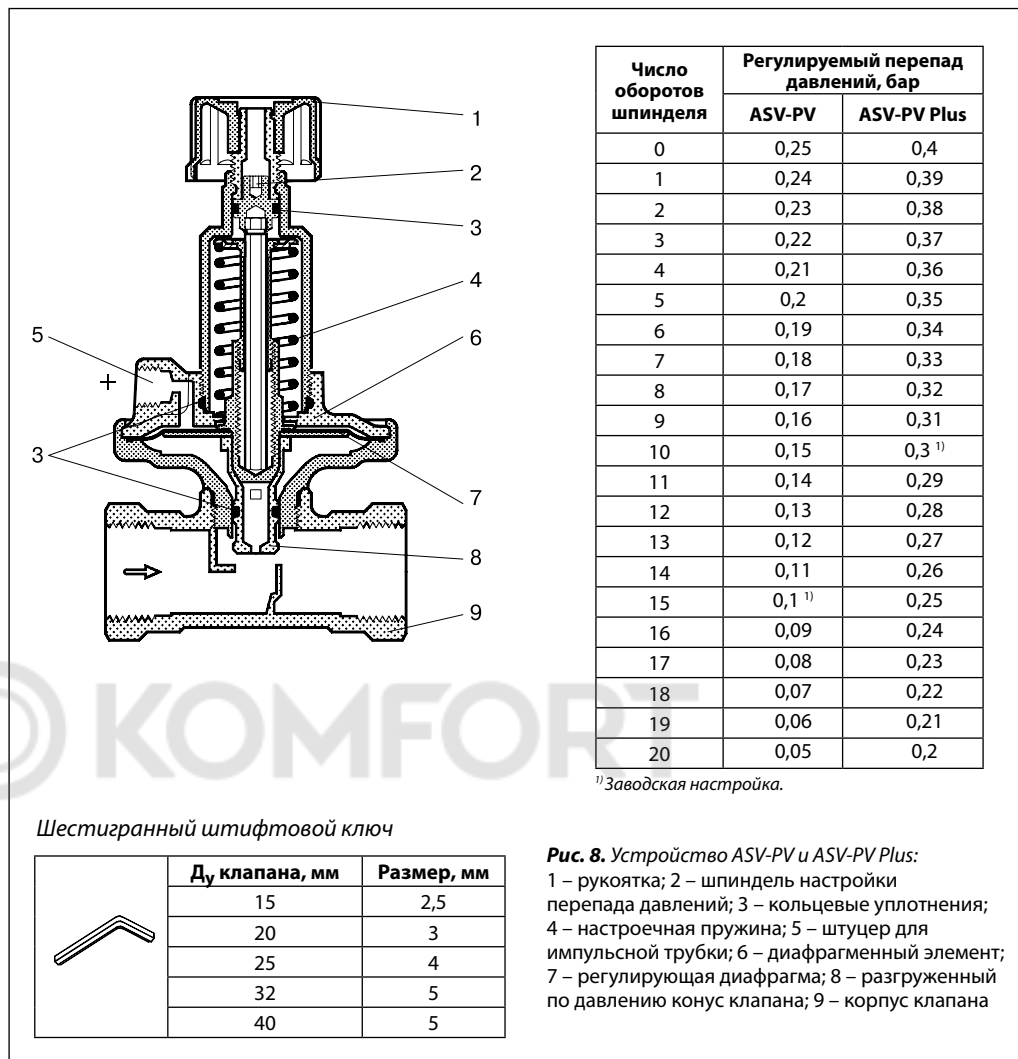 1
2
3
4
5
6
+
3
7
8
9
Число оборотов шпинделя
Регулируемый перепад давлений, бар
ASV-PV ASV-PV Plus
0 0,25 0,4
1 0,24 0,39
2 0,23 0,38
3 0,22 0,37
4 0,21 0,36
5 0,2 0,35
6 0,19 0,34
7 0,18 0,33
8 0,17 0,32
9 0,16 0,31
10 0,15 0,3 ¹⁾
11 0,14 0,29
12 0,13 0,28
13 0,12 0,27
14 0,11 0,26
15 0,1 ¹⁾ 0,25
16 0,09 0,24
17 0,08 0,23
18 0,07 0,22
19 0,06 0,21
20 0,05 0,2
¹⁾ Заводская настройка.
KOMFORT
Шестигранный штифтовой ключ
Ду клапана, мм Размер, мм
15 2,5
20 3
25 4
32 5
40 5
Рис. 8. Устройство ASV-PV и ASV-PV Plus:
1 – рукоятка; 2 – шпиндель настройки
перепада давлений; 3 – кольцевые уплотнения;
4 – настроечная пружина; 5 – штуцер для
импульсной трубки; 6 – диафрагменный элемент;
7 – регулирующая диафрагма; 8 – разгруженный
по давлению конус клапана; 9 – корпус клапана